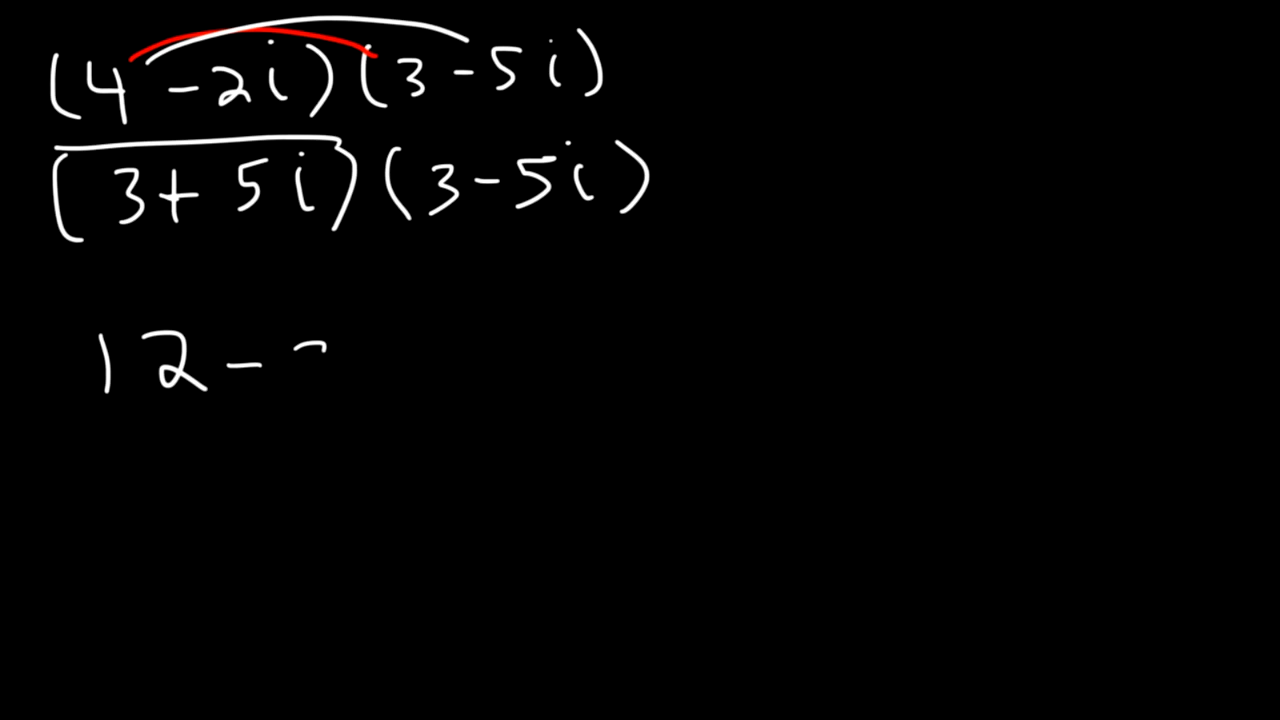 (4 - 2i)(3 - 5i)
(3 + 5i)(3 - 5i)
12 -